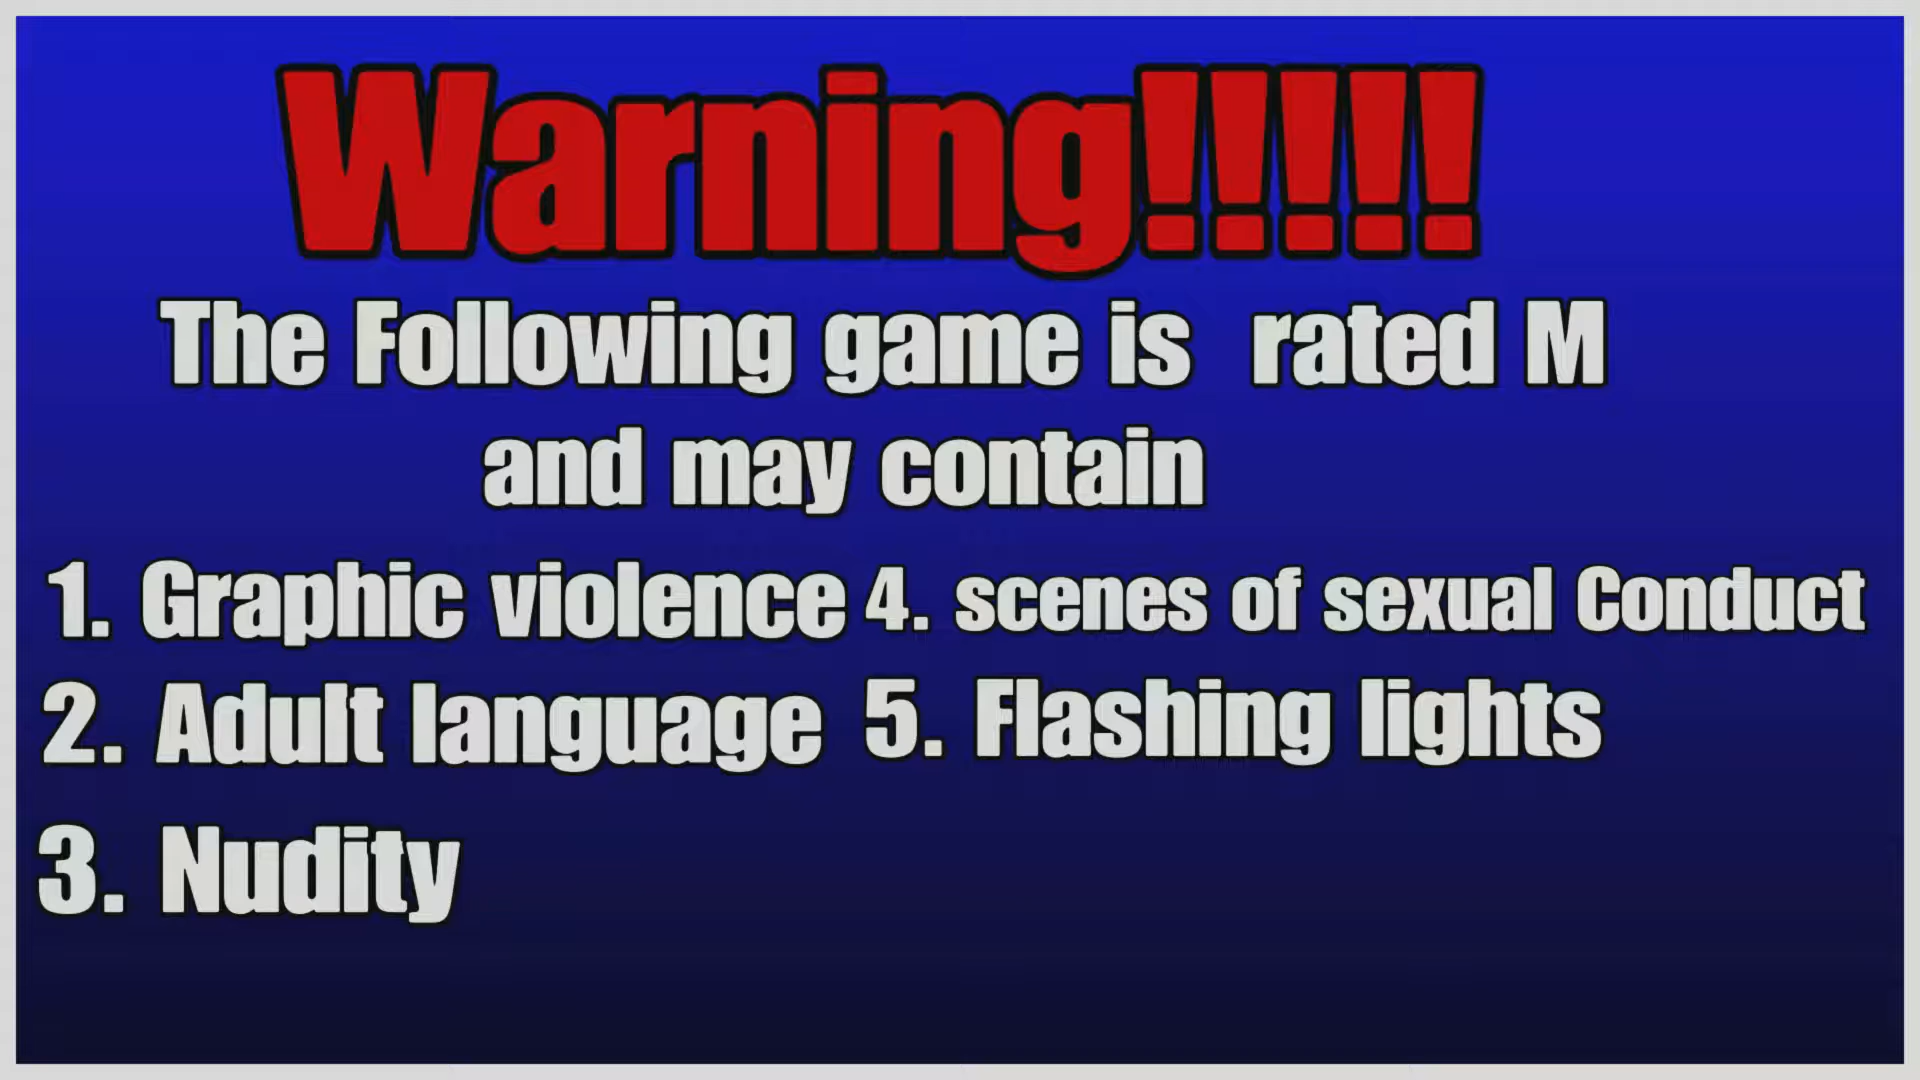 Warning!!!!!
The Following game is rated M
and may contain
1. Graphic violence
2. Adult language
3. Nudity
4. scenes of sexual Conduct
5. Flashing lights